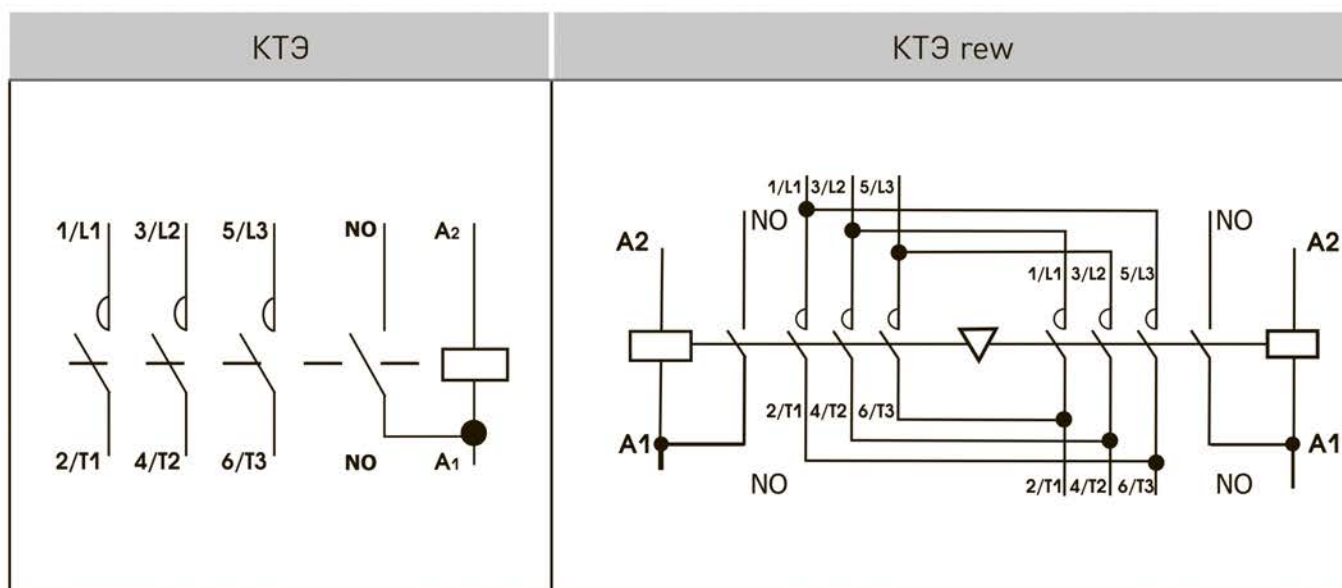 КТЭ
КТЭ rew
1/L1 3/L2 5/L3 NO A2
2/T1 4/T2 6/T3 NO A1
1/L1 3/L2 5/L3
NO NO
A2 A2
1/L1 3/L2 5/L3
2/T1 4/T2 6/T3
A1 A1
NO 2/T1 4/T2 6/T3 NO